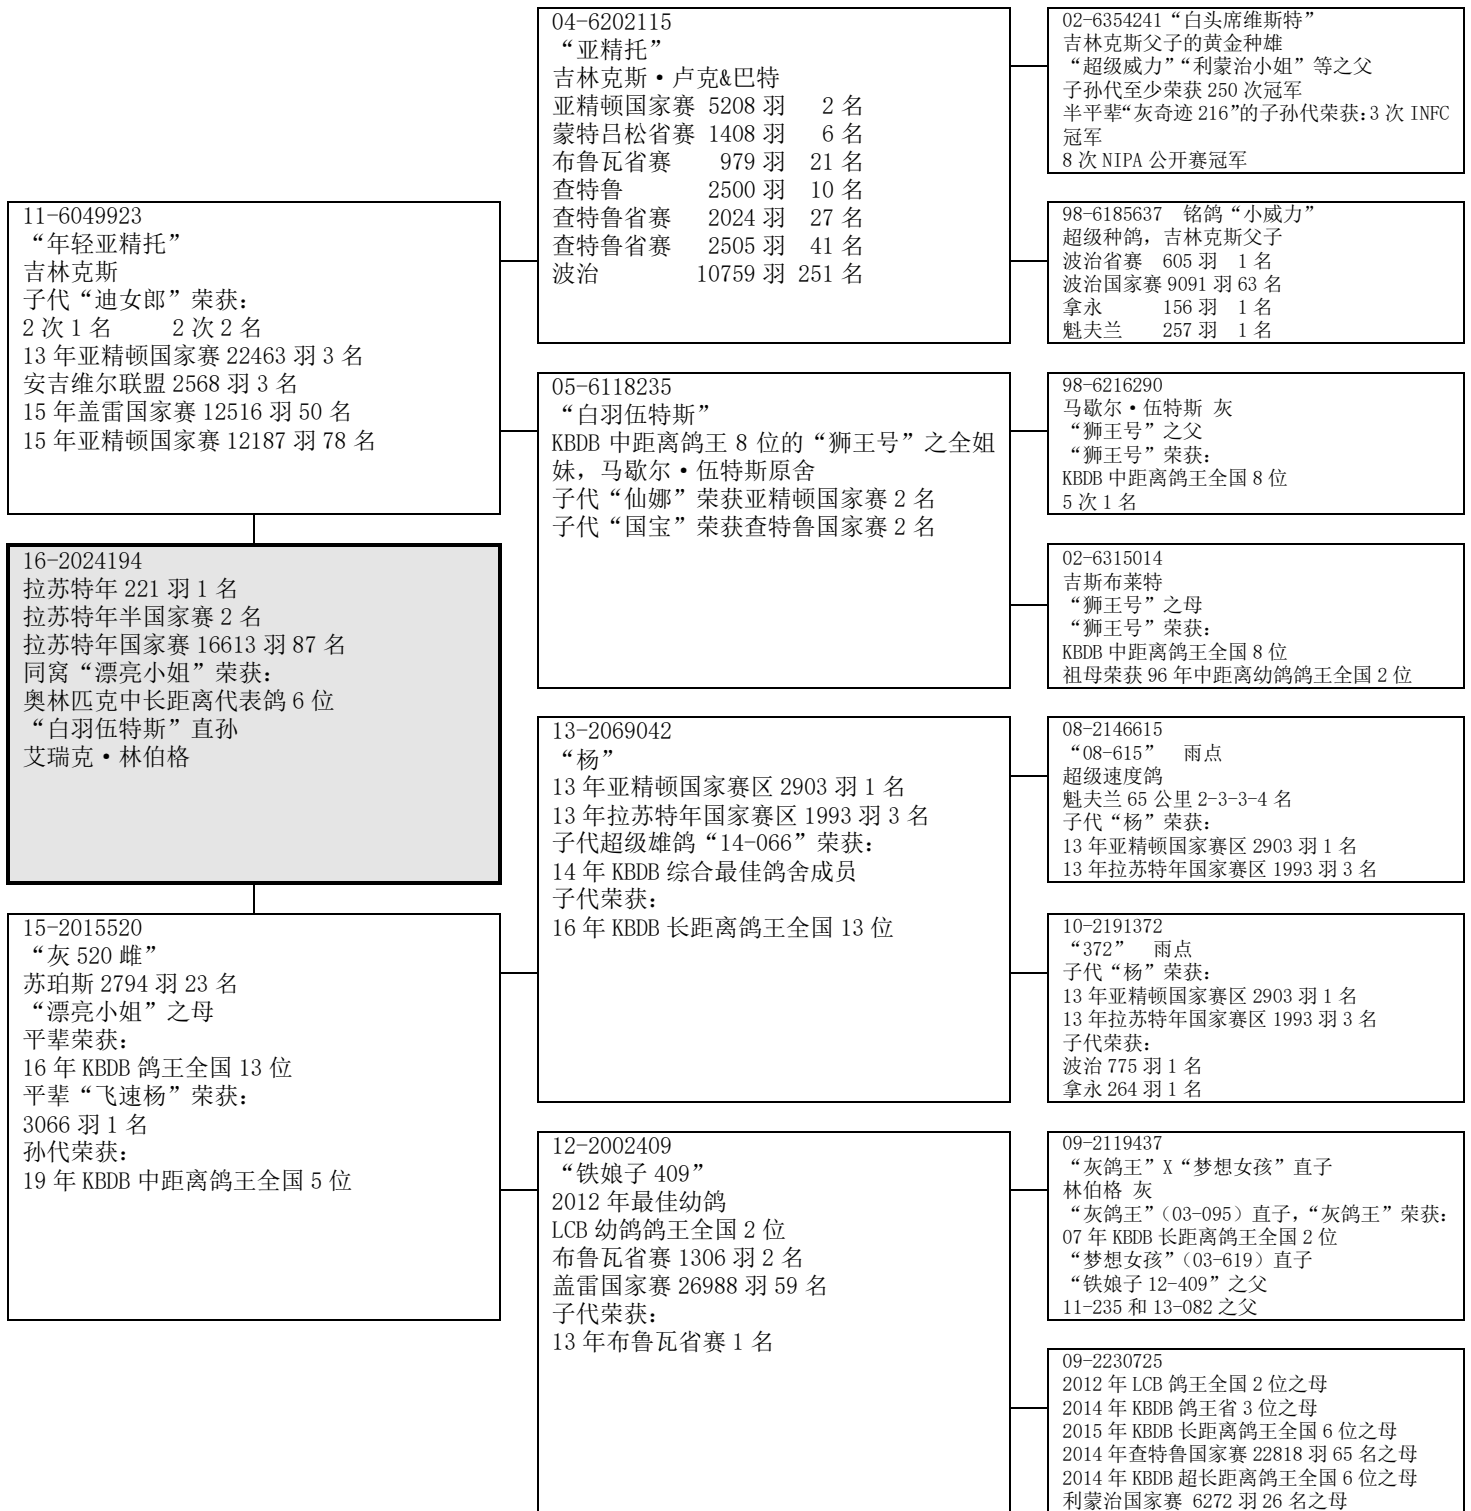 11-6049923
“年轻亚精托”
吉林克斯
子代“迪女郎”荣获：
2 次 1 名 2 次 2 名
13 年亚精顿国家赛 22463 羽 3 名
安吉维尔联盟 2568 羽 3 名
15 年盖雷国家赛 12516 羽 50 名
15 年亚精顿国家赛 12187 羽 78 名
16-2024194
拉苏特年 221 羽 1 名
拉苏特年半国家赛 2 名
拉苏特年国家赛 16613 羽 87 名
同窝“漂亮小姐”荣获：
奥林匹克中长距离代表鸽 6 位
“白羽伍特斯”直孙
艾瑞克·林伯格
15-2015520
“灰 520 雌”
苏珀斯 2794 羽 23 名
“漂亮小姐”之母
平辈荣获：
16 年 KBDB 鸽王全国 13 位
平辈“飞速杨”荣获：
3066 羽 1 名
孙代荣获：
19 年 KBDB 中距离鸽王全国 5 位
04-6202115
“亚精托”
吉林克斯·卢克&巴特
亚精顿国家赛 5208 羽 2 名
蒙特吕松省赛 1408 羽 6 名
布鲁瓦省赛 979 羽 21 名
查特鲁 2500 羽 10 名
查特鲁省赛 2024 羽 27 名
查特鲁省赛 2505 羽 41 名
波治 10759 羽 251 名
05-6118235
“白羽伍特斯”
KBDB 中距离鸽王 8 位的“狮王号”之全姐
妹，马歇尔·伍特斯原舍
子代“仙娜”荣获亚精顿国家赛 2 名
子代“国宝”荣获查特鲁国家赛 2 名
13-2069042
“杨”
13 年亚精顿国家赛区 2903 羽 1 名
13 年拉苏特年国家赛区 1993 羽 3 名
子代超级雄鸽“14-066”荣获：
14 年 KBDB 综合最佳鸽舍成员
子代荣获：
16 年 KBDB 长距离鸽王全国 13 位
12-2002409
“铁娘子 409”
2012 年最佳幼鸽
LCB 幼鸽鸽王全国 2 位
布鲁瓦省赛 1306 羽 2 名
盖雷国家赛 26988 羽 59 名
子代荣获：
13 年布鲁瓦省赛 1 名
02-6354241“白头席维斯特”
吉林克斯父子的黄金种雄
“超级威力”“利蒙治小姐”等之父
子孙代至少荣获 250 次冠军
半平辈“灰奇迹 216”的子孙代荣获：3 次 INFC
冠军
8 次 NIPA 公开赛冠军
98-6185637 铭鸽“小威力”
超级种鸽，吉林克斯父子
波治省赛 605 羽 1 名
波治国家赛 9091 羽 63 名
拿永 156 羽 1 名
魁夫兰 257 羽 1 名
98-6216290
马歇尔·伍特斯 灰
“狮王号”之父
“狮王号”荣获：
KBDB 中距离鸽王全国 8 位
5 次 1 名
02-6315014
吉斯布莱特
“狮王号”之母
“狮王号”荣获：
KBDB 中距离鸽王全国 8 位
祖母荣获 96 年中距离幼鸽鸽王全国 2 位
08-2146615
“08-615” 雨点
超级速度鸽
魁夫兰 65 公里 2-3-3-4 名
子代“杨”荣获：
13 年亚精顿国家赛区 2903 羽 1 名
13 年拉苏特年国家赛区 1993 羽 3 名
10-2191372
“372” 雨点
子代“杨”荣获：
13 年亚精顿国家赛区 2903 羽 1 名
13 年拉苏特年国家赛区 1993 羽 3 名
子代荣获：
波治 775 羽 1 名
拿永 264 羽 1 名
09-2119437
“灰鸽王”X“梦想女孩”直子
林伯格 灰
“灰鸽王”（03-095）直子，“灰鸽王”荣获：
07 年 KBDB 长距离鸽王全国 2 位
“梦想女孩”（03-619）直子
“铁娘子 12-409”之父
11-235 和 13-082 之父
09-2230725
2012 年 LCB 鸽王全国 2 位之母
2014 年 KBDB 鸽王省 3 位之母
2015 年 KBDB 长距离鸽王全国 6 位之母
2014 年查特鲁国家赛 22818 羽 65 名之母
2014 年 KBDB 超长距离鸽王全国 6 位之母
利蒙治国家赛 6272 羽 26 名之母